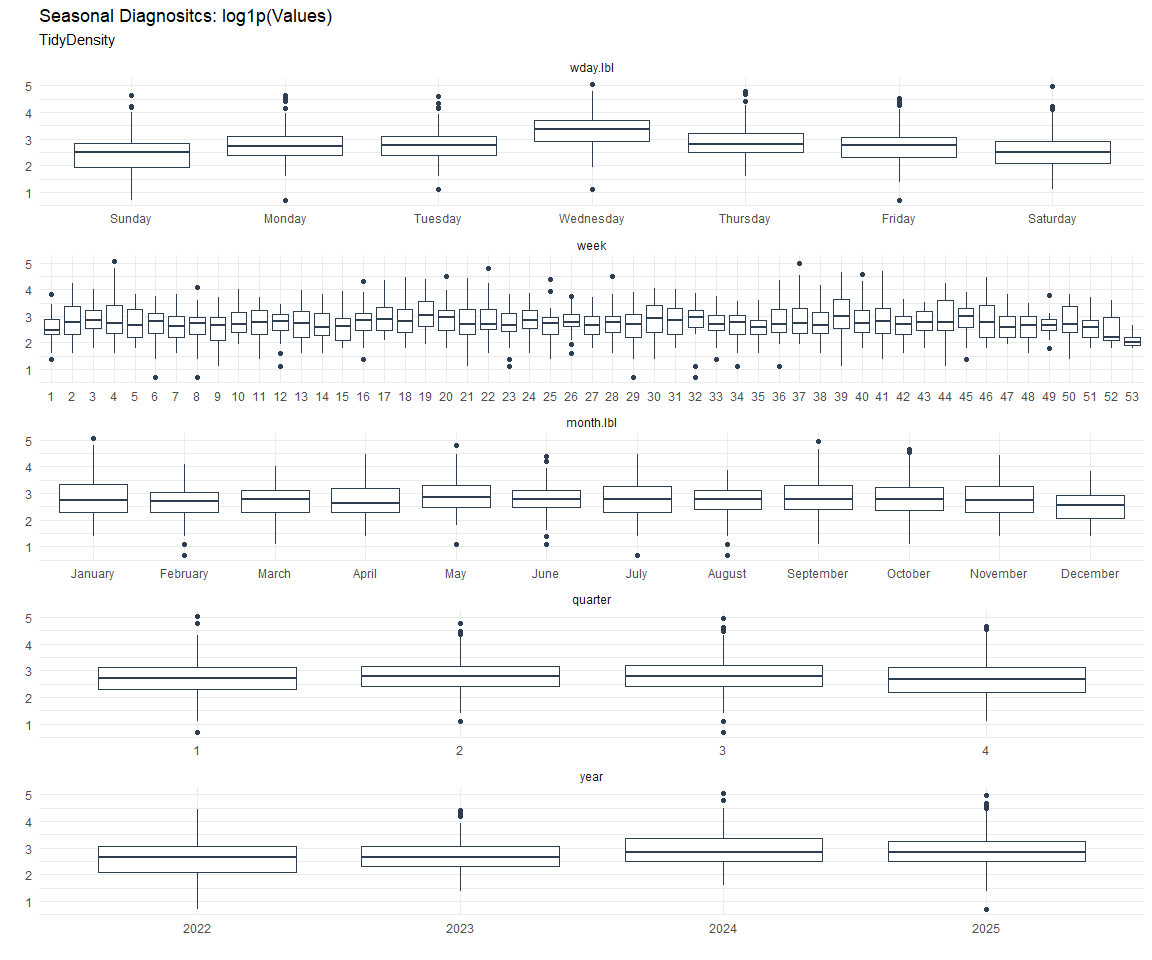 Seasonal Diagnositcs: log1p(Values)
TidyDensity
wday.lbl
5
4
3
2
1
Sunday Monday Tuesday Wednesday Thursday Friday Saturday
week
5
4
3
2
1
1 2 3 4 5 6 7 8 9 10 11 12 13 14 15 16 17 18 19 20 21 22 23 24 25 26 27 28 29 30 31 32 33 34 35 36 37 38 39 40 41 42 43 44 45 46 47 48 49 50 51 52 53
month.lbl
5
4
3
2
1
January February March April May June July August September October November December
quarter
5
4
3
2
1
1 2 3 4
year
5
4
3
2
1
2022 2023 2024 2025